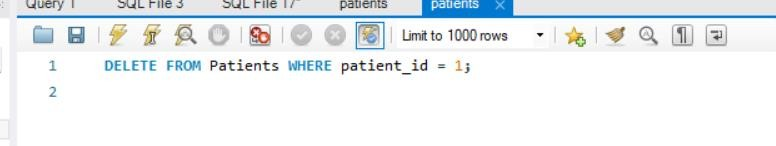 Query 1 SQL File 3 SQL File 17* patients patients
Limit to 1000 rows
1 DELETE FROM Patients WHERE patient_id = 1;
2